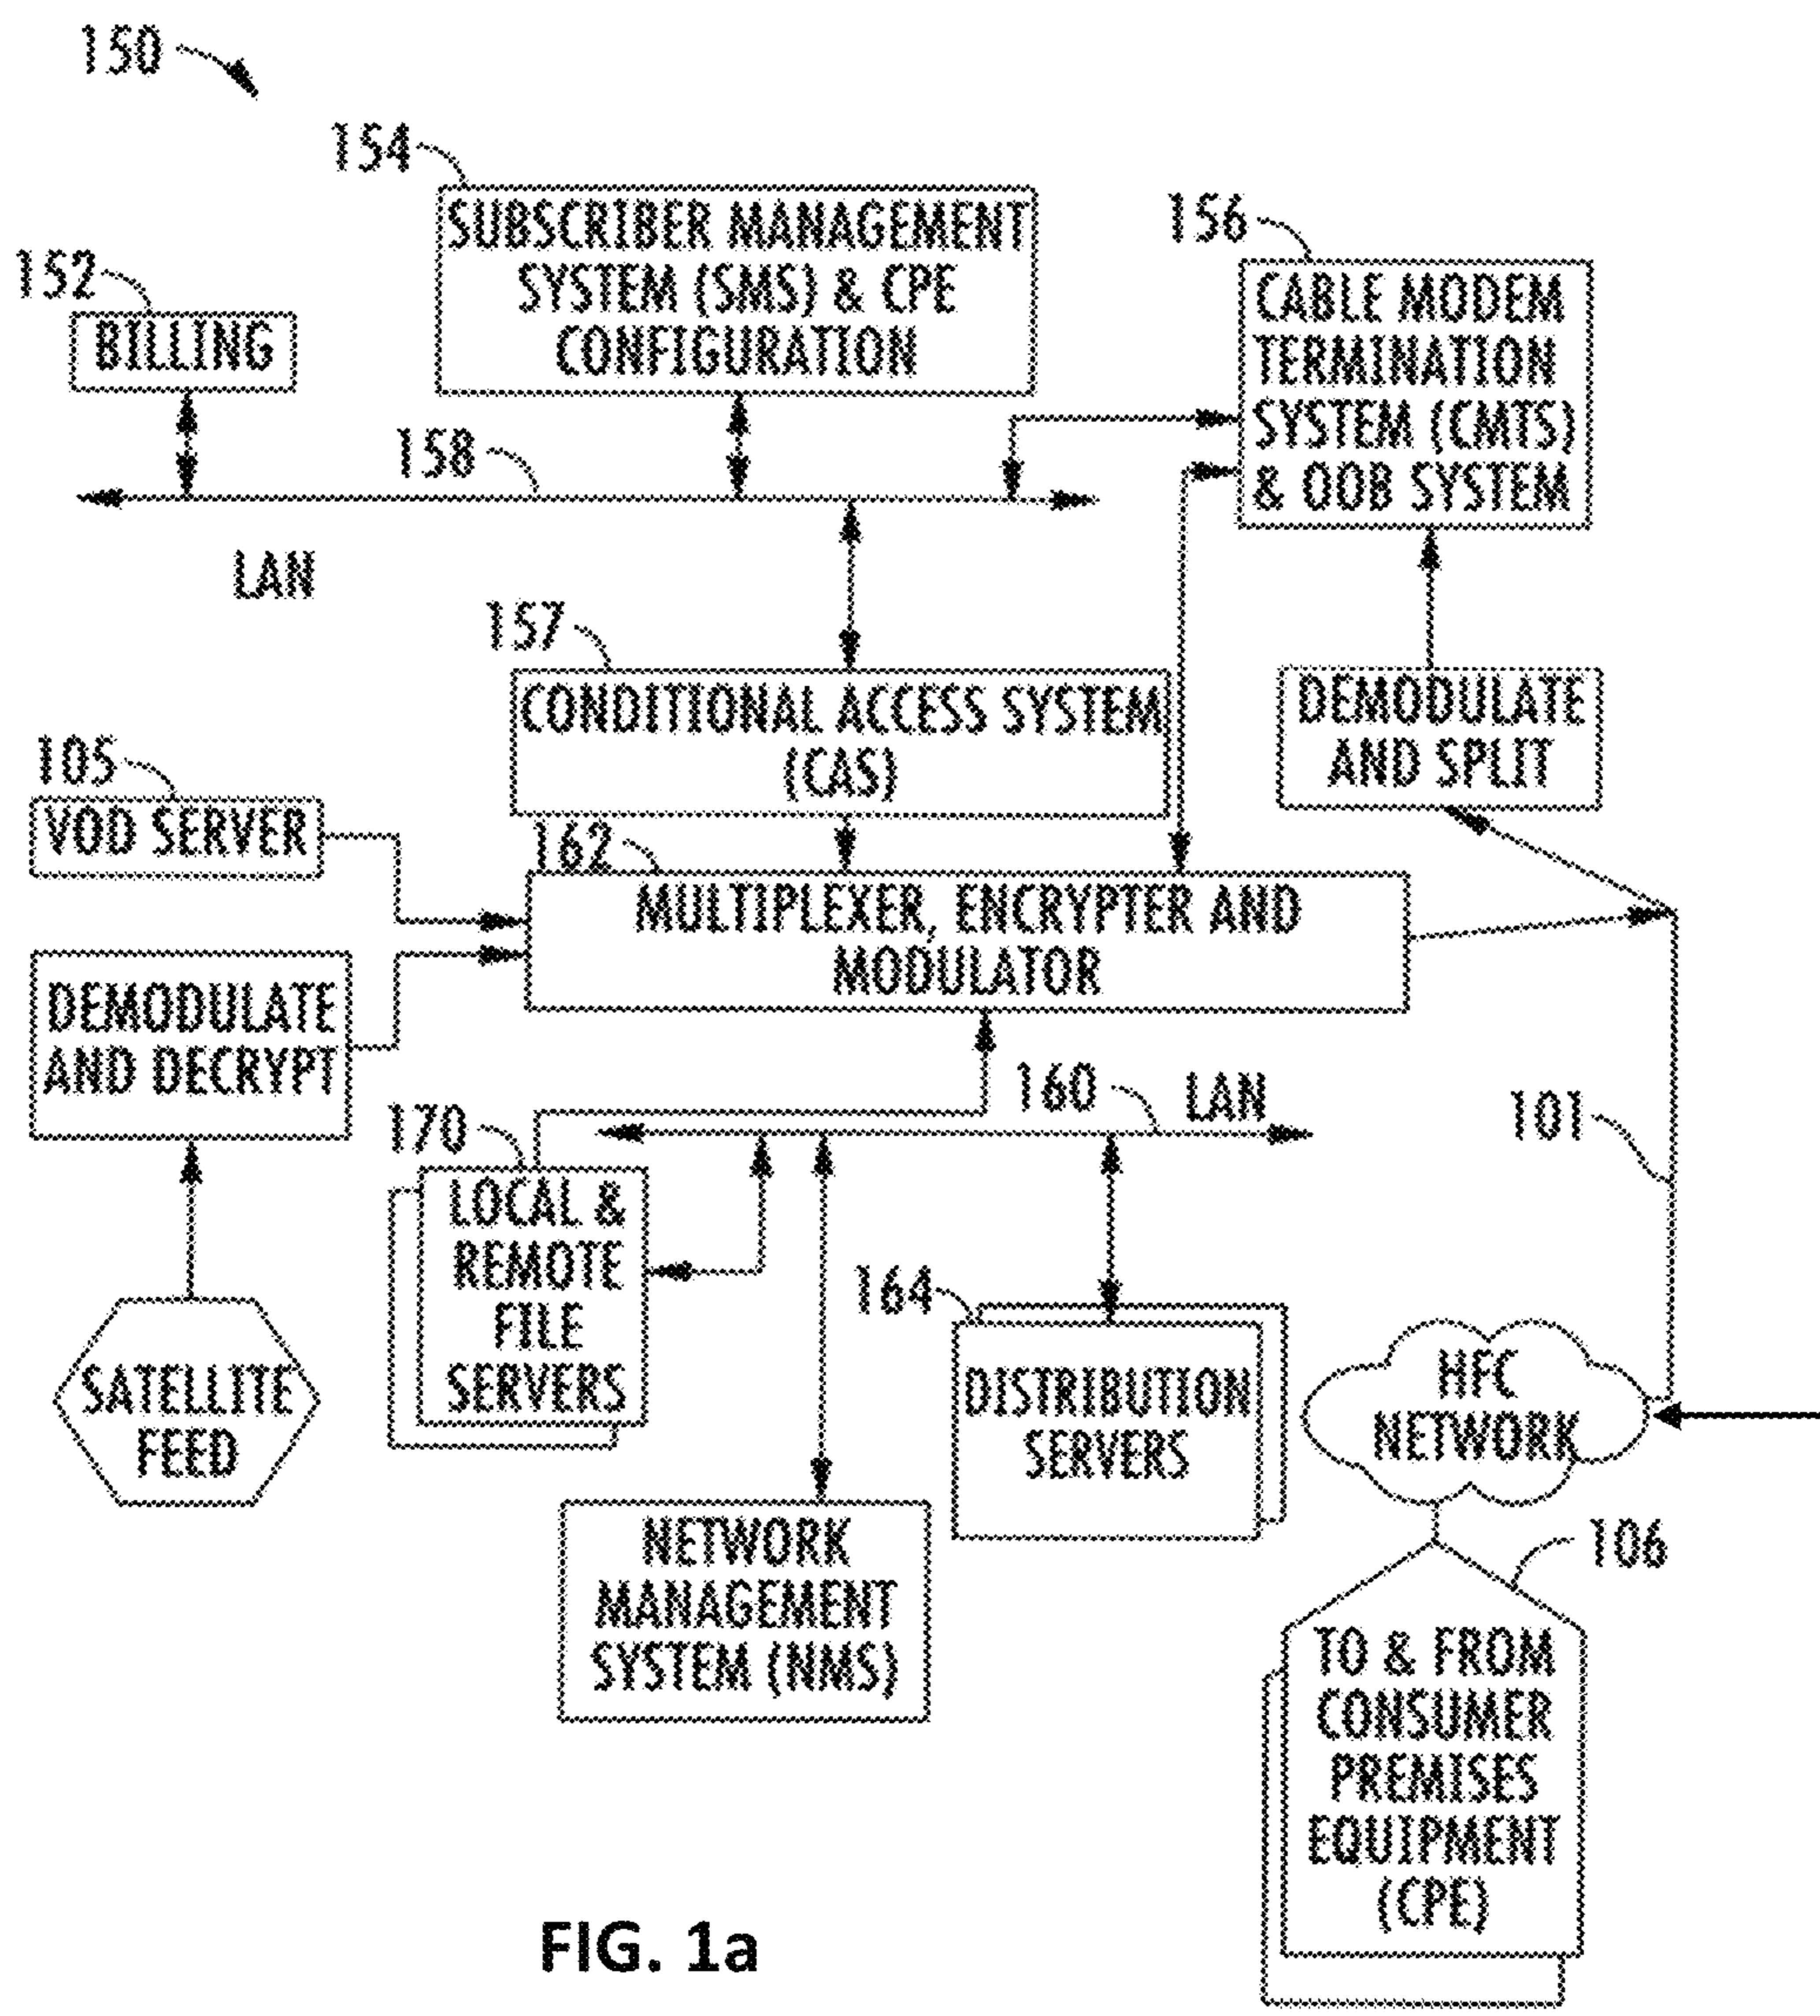 150
154
SUBSCRIBER MANAGEMENT
SYSTEM (SMS) & CPE
CONFIGURATION
156
CABLE MODEM
TERMINATION
SYSTEM (CMTS)
& OOB SYSTEM
152
BILLING
158
LAN
157
CONDITIONAL ACCESS SYSTEM
(CAS)
DEMODULATE
AND SPLIT
105
VOD SERVER
162
MULTIPLEXER, ENCRYPTER AND
MODULATOR
DEMODULATE
AND DECRYPT
160
LAN
101
170
LOCAL &
REMOTE
FILE
SERVERS
164
DISTRIBUTION
SERVERS
HFC
NETWORK
SATELLITE
FEED
NETWORK
MANAGEMENT
SYSTEM (NMS)
106
TO & FROM
CONSUMER
PREMISES
EQUIPMENT
(CPE)
FIG. 1a